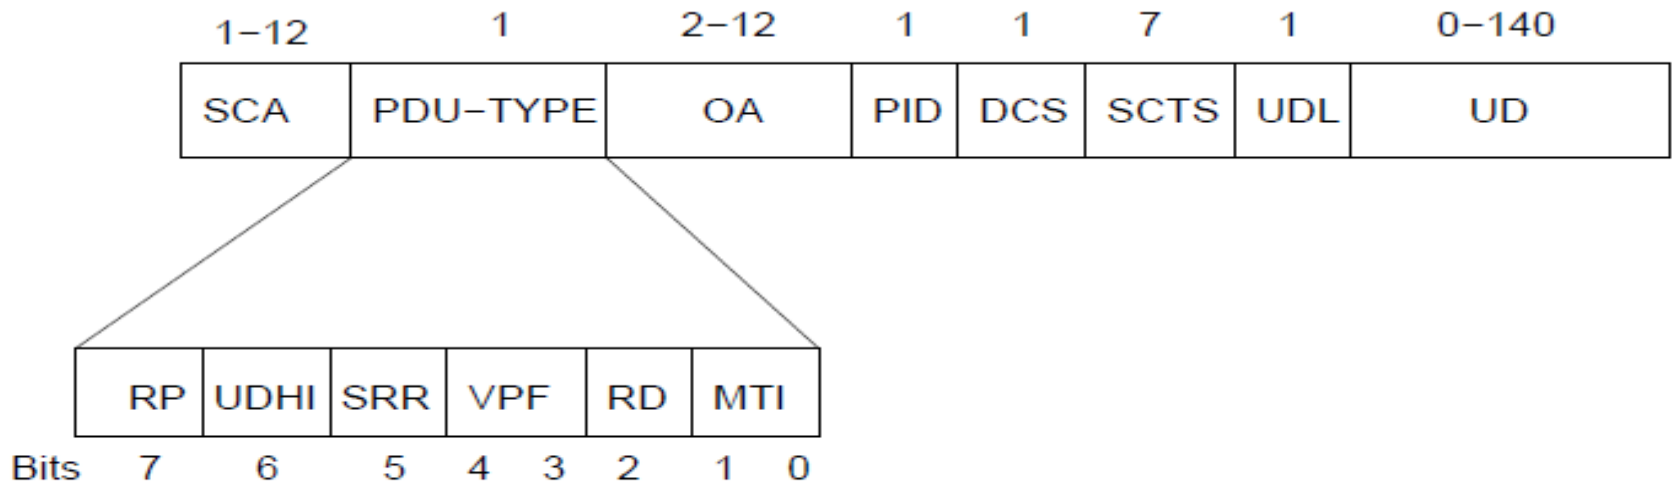 1−12 1 2−12 1 1 7 1 0−140
SCA PDU−TYPE OA PID DCS SCTS UDL UD
RP UDHI SRR VPF RD MTI
Bits 7 6 5 4 3 2 1 0